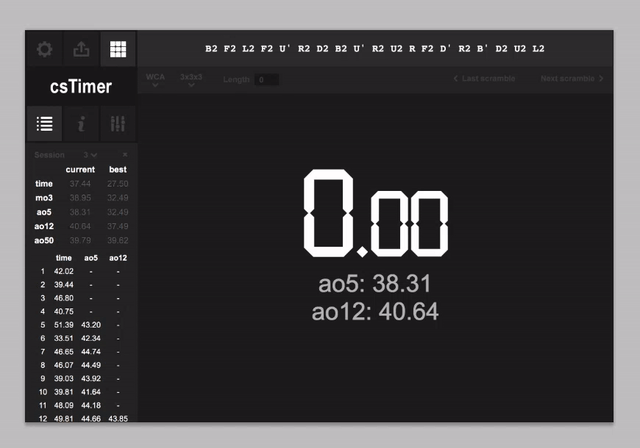 B2 F2 L2 F2 U' R2 D2 B2 U' R2 U2 R F2 D' R2 B' D2 U2 L2
csTimer
WCA 3x3x3 Length Last scramble Next scramble
Session 3
current best
time 37.44 27.50
mo3 38.95 32.49
ao5 38.31 32.49
ao12 40.64 37.49
ao50 39.79 39.62
time ao5 ao12
1 42.02 - -
2 39.44 - -
3 46.80 - -
4 40.75 - -
5 51.39 43.20 -
6 33.51 42.34 -
7 46.65 44.74 -
8 46.07 44.49 -
9 39.03 43.92 -
10 39.81 41.64 -
11 48.09 44.18 -
12 49.81 44.66 43.85
0.00
ao5: 38.31
ao12: 40.64